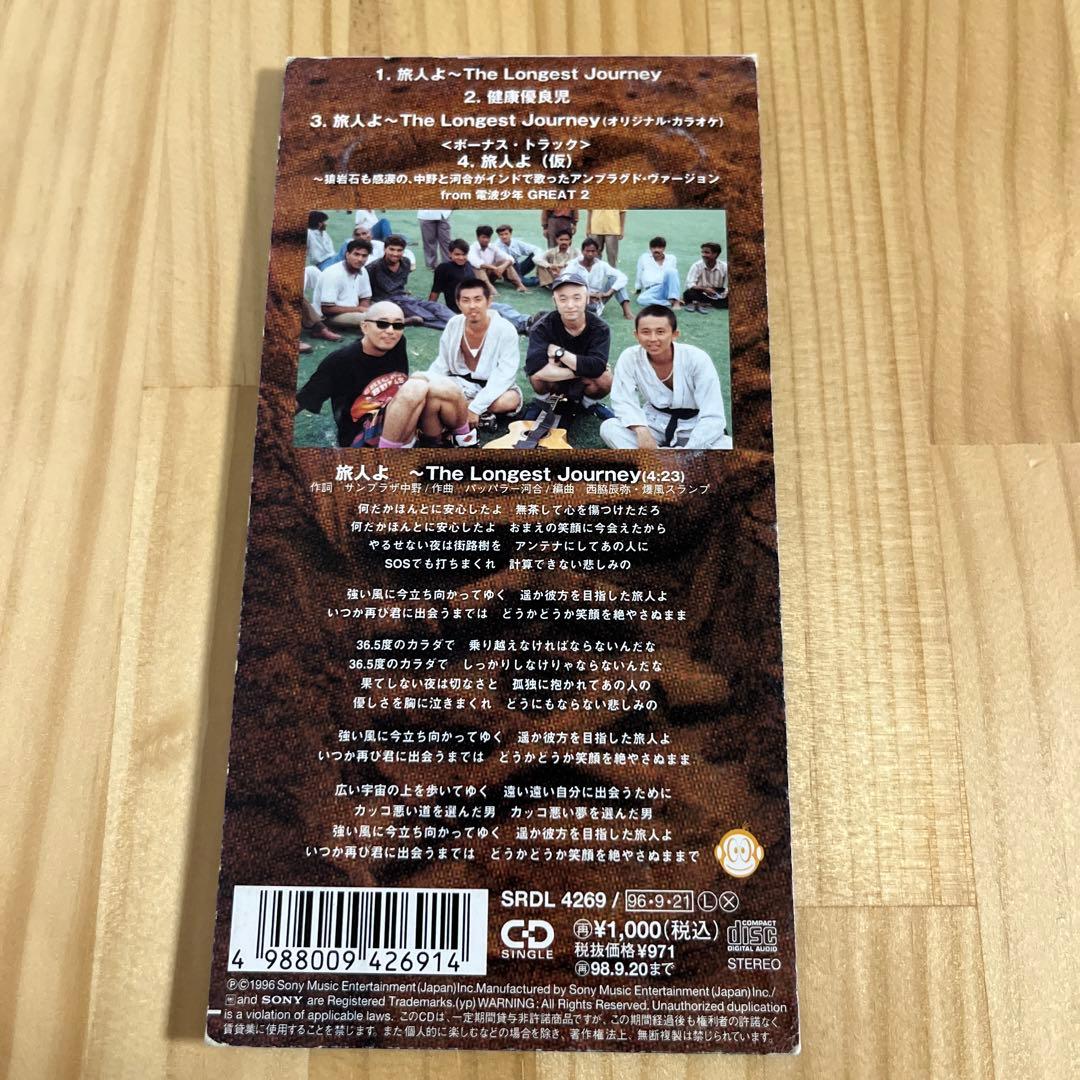 1. 旅人よ～The Longest Journey
2. 健康優良児
3. 旅人よ～The Longest Journey(オリジナル・カラオケ)
<ボーナス・トラック>
4. 旅人よ（仮）
～猿岩石も感涙の、中野と河合がインドで歌ったアンプラグド・ヴァージョン
from 電波少年 GREAT 2
旅人よ ～The Longest Journey(4:23)
作詞 サンプラザ中野/作曲 パッパラー河合/編曲 西脇辰弥・爆風スランプ
何だかほんとに安心したよ 無茶して心を傷つけただろ
何だかほんとに安心したよ おまえの笑顔に今会えたから
やるせない夜は街路樹を アンテナにしてあの人に
SOSでも打ちまくれ 計算できない悲しみの
強い風に今立ち向かってゆく 遥か彼方を目指した旅人よ
いつか再び君に出会うまでは どうかどうか笑顔を絶やさぬまま
36.5度のカラダで 乗り越えなければならないんだな
36.5度のカラダで しっかりしなけりゃならないんだな
果てしない夜は切なさと 孤独に抱かれてあの人の
優しさを胸に泣きまくれ どうにもならない悲しみの
強い風に今立ち向かってゆく 遥か彼方を目指した旅人よ
いつか再び君に出会うまでは どうかどうか笑顔を絶やさぬまま
広い宇宙の上を歩いてゆく 遠い遠い自分に出会うために
カッコ悪い道を選んだ男 カッコ悪い夢を選んだ男
強い風に今立ち向かってゆく 遥か彼方を目指した旅人よ
いつか再び君に出会うまでは どうかどうか笑顔を絶やさぬままで
SRDL 4269 / 96・9・21 Ⓛ Ⓧ
CD SINGLE
再¥1,000(税込)
税抜価格¥971
再98.9.20まで
COMPACT disc DIGITAL AUDIO
STEREO
4 988009 426914
ⓅⒸ1996 Sony Music Entertainment (Japan) Inc. Manufactured by Sony Music Entertainment (Japan) Inc./
and SONY are Registered Trademarks. (yp) WARNING: All Rights Reserved. Unauthorized duplication
is a violation of applicable laws. このCDは、一定期間貸与非許諾商品ですが、この期間経過後も権利者の許諾なく
賃貸業に使用することを禁じます。また個人的に楽しむなどの場合を除き、著作権法上、無断複製は禁じられています。